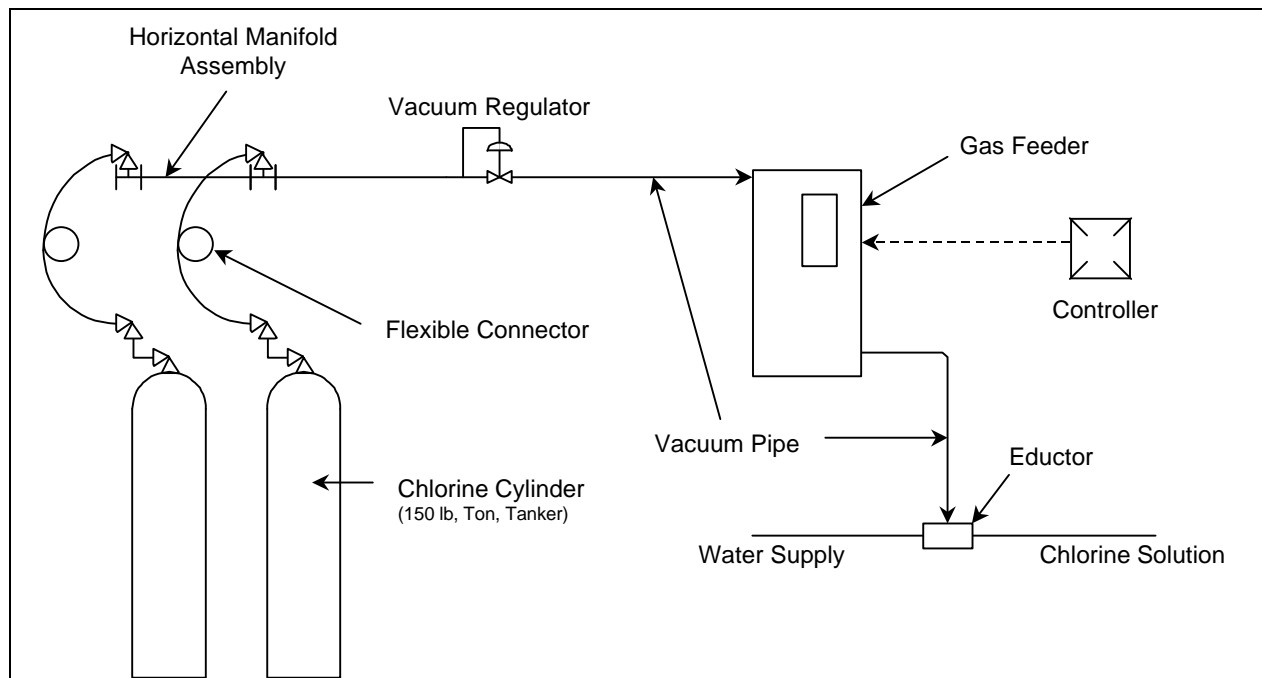 Horizontal Manifold
Assembly
Vacuum Regulator
Gas Feeder
Controller
Flexible Connector
Vacuum Pipe
Eductor
Chlorine Cylinder
(150 lb, Ton, Tanker)
Water Supply
Chlorine Solution